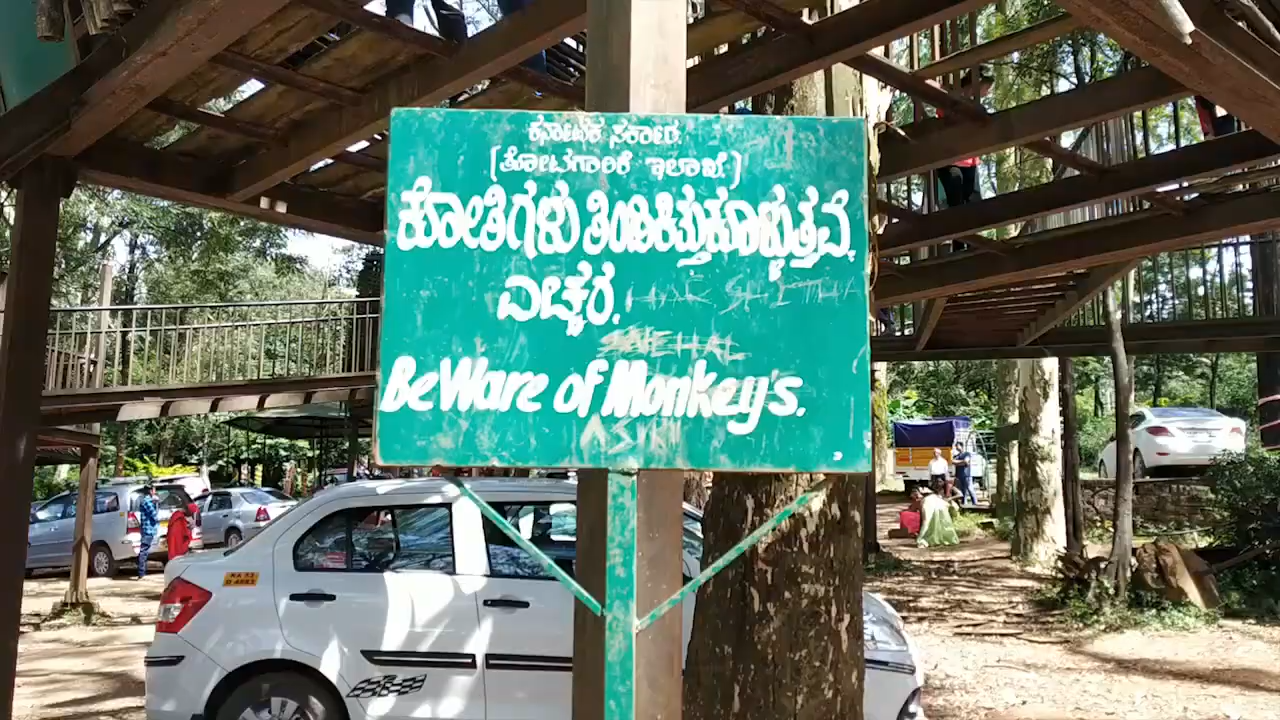 ಕರ್ನಾಟಕ ಸರ್ಕಾರ.
(ತೋಟಗಾರಿಕೆ ಇಲಾಖೆ.)
ಕೋತಿಗಳು ತಿಂಡಿಕಿತ್ತುಕೊಳ್ಳುತ್ತವೆ.
ಎಚ್ಚರ.
BeWare of Monkey's.